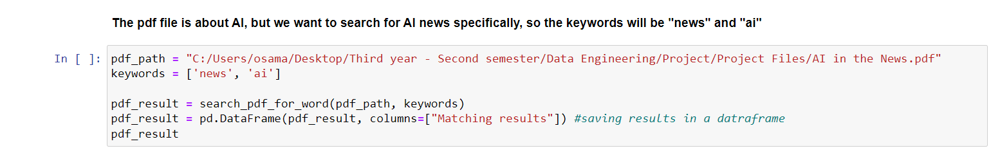 The pdf file is about AI, but we want to search for AI news specifically, so the keywords will be "news" and "ai"
In [ ]: pdf_path = "C:/Users/osama/Desktop/Third year - Second semester/Data Engineering/Project/Project Files/AI in the News.pdf"
keywords = ['news', 'ai']
pdf_result = search_pdf_for_word(pdf_path, keywords)
pdf_result = pd.DataFrame(pdf_result, columns=["Matching results"]) #saving results in a datraframe
pdf_result